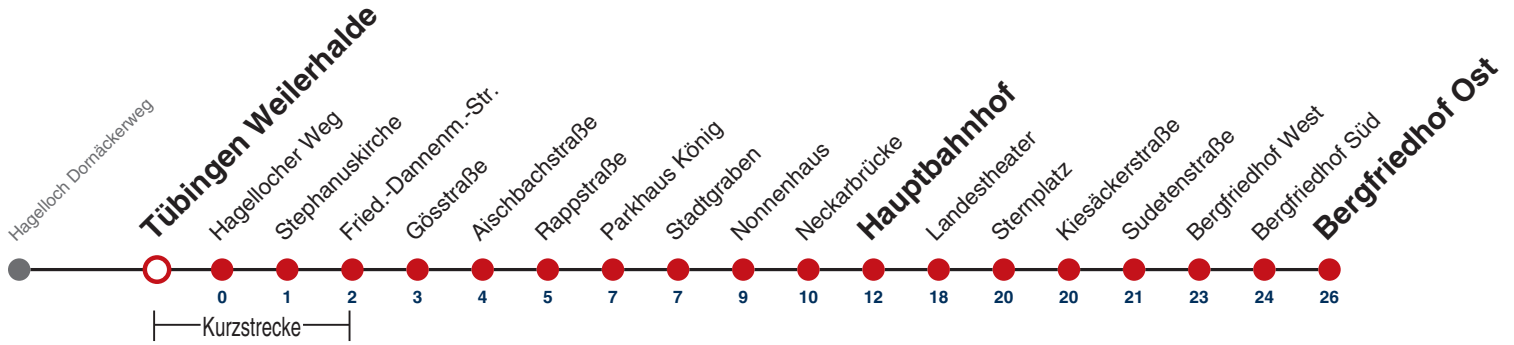 Hagelloch Dornäckerweg
Tübingen Weilerhalde
Hagellocher Weg
Stephanuskirche
Fried.-Dannenm.-Str.
Gösstraße
Aischbachstraße
Rappstraße
Parkhaus König
Stadtgraben
Nonnenhaus
Neckarbrücke
Hauptbahnhof
Landestheater
Sternplatz
Kiesäckerstraße
Sudetenstraße
Bergfriedhof West
Bergfriedhof Süd
Bergfriedhof Ost
0 1 2 3 4 5 7 7 9 10 12 18 20 20 21 23 24 26
Kurzstrecke